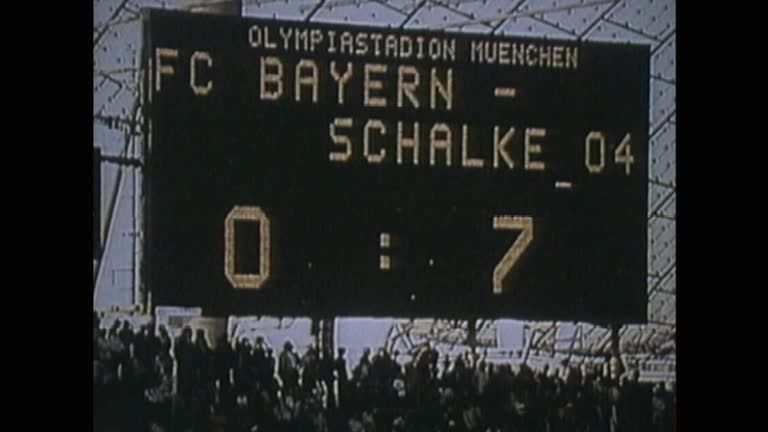 OLYMPIASTADION MUENCHEN
FC BAYERN -
SCHALKE_04
0 : 7